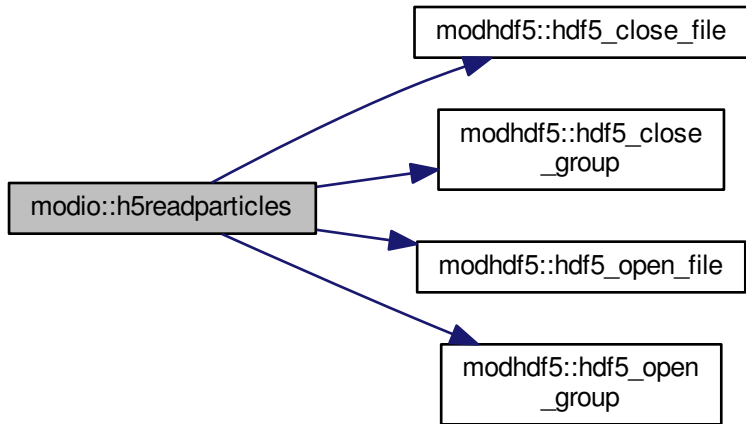 modhdf5::hdf5_close_file
modhdf5::hdf5_close
_group
modio::h5readparticles
modhdf5::hdf5_open_file
modhdf5::hdf5_open
_group